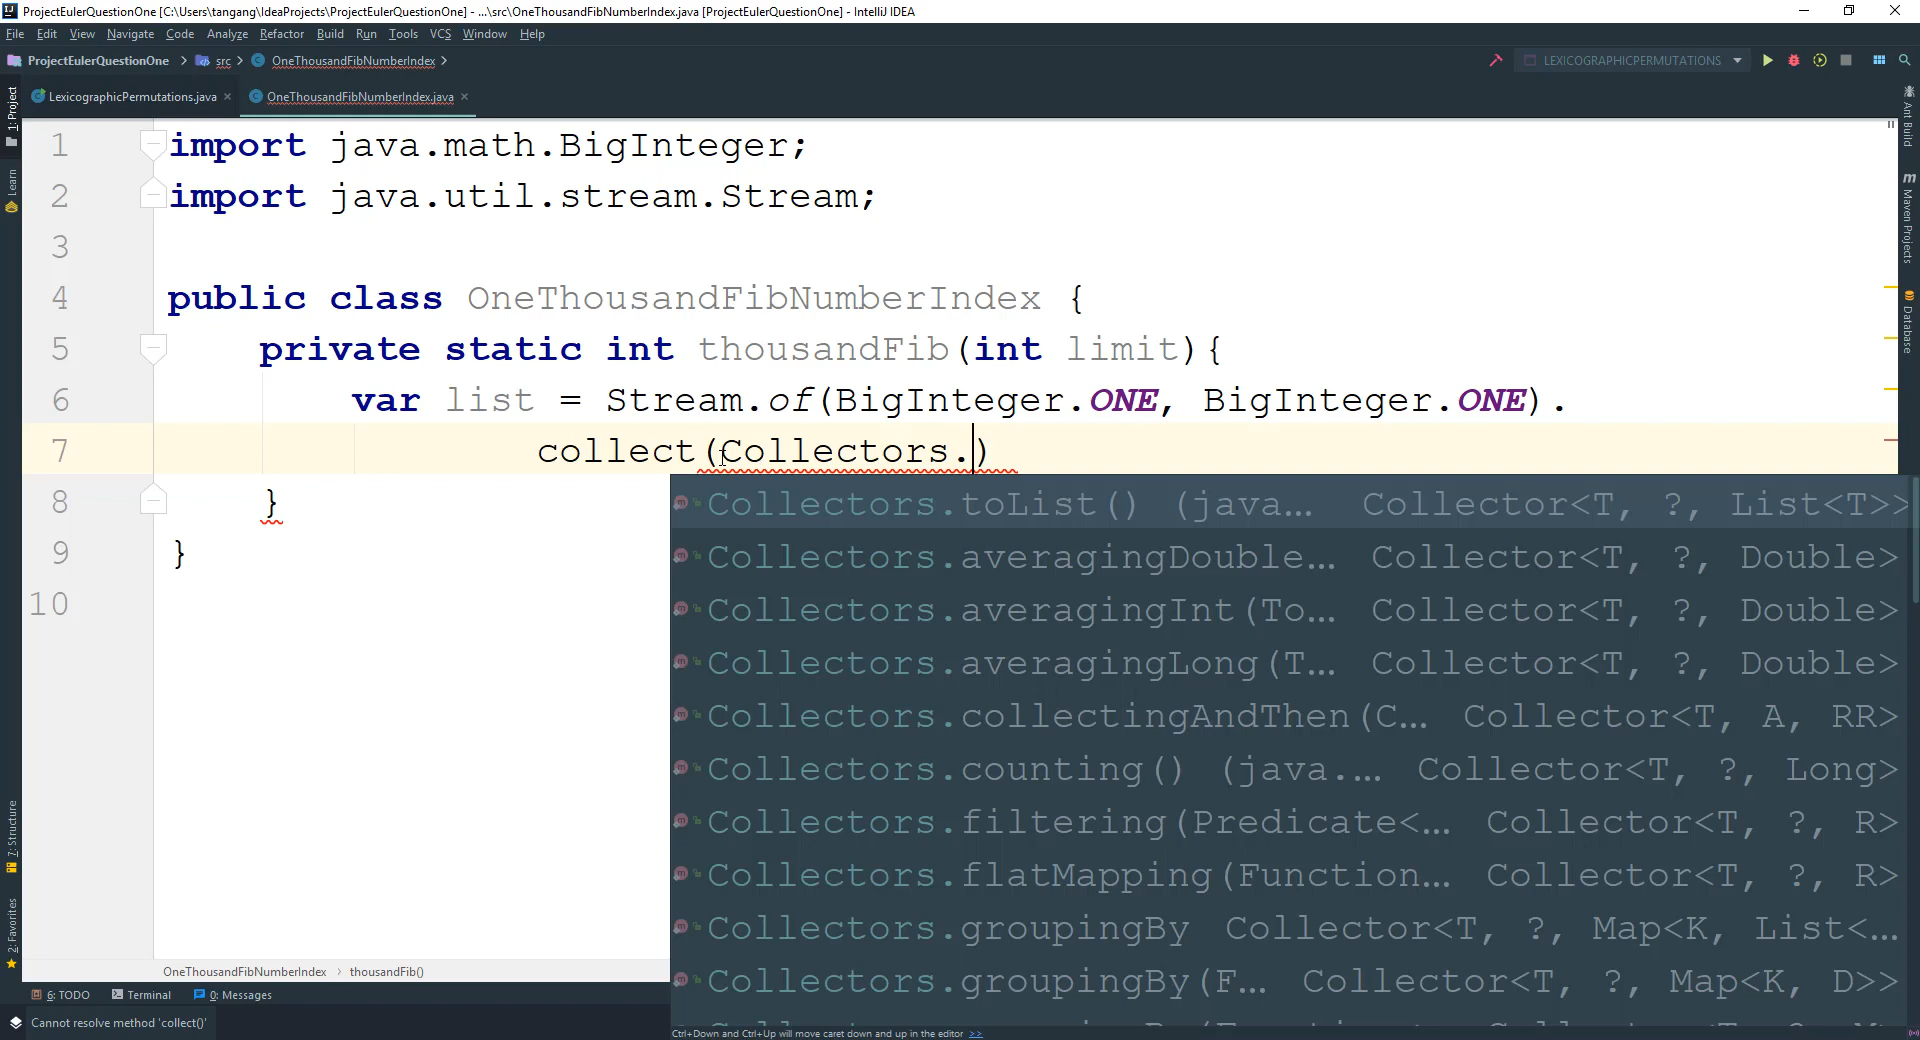 ProjectEulerQuestionOne [C:\Users\tangang\IdeaProjects\ProjectEulerQuestionOne] - ...\src\OneThousandFibNumberIndex.java [ProjectEulerQuestionOne] - IntelliJ IDEA
File Edit View Navigate Code Analyze Refactor Build Run Tools VCS Window Help
ProjectEulerQuestionOne src OneThousandFibNumberIndex LEXICOGRAPHICPERMUTATIONS
LexicographicPermutations.java OneThousandFibNumberIndex.java
1: Project
Learn
7: Structure
2: Favorites
Ant Build
Maven Projects
Database
1 import java.math.BigInteger;
2 import java.util.stream.Stream;
3
4 public class OneThousandFibNumberIndex {
5 private static int thousandFib(int limit){
6 var list = Stream.of(BigInteger.ONE, BigInteger.ONE).
7 collect(Collectors.)
8 }
9 }
10
Collectors.toList() (java... Collector<T, ?, List<T>>
Collectors.averagingDouble... Collector<T, ?, Double>
Collectors.averagingInt(To... Collector<T, ?, Double>
Collectors.averagingLong(T... Collector<T, ?, Double>
Collectors.collectingAndThen(C... Collector<T, A, RR>
Collectors.counting() (java.... Collector<T, ?, Long>
Collectors.filtering(Predicate<... Collector<T, ?, R>
Collectors.flatMapping(Function... Collector<T, ?, R>
Collectors.groupingBy Collector<T, ?, Map<K, List<...
Collectors.groupingBy(F... Collector<T, ?, Map<K, D>>
Ctrl+Down and Ctrl+Up will move caret down and up in the editor >>
OneThousandFibNumberIndex › thousandFib()
6: TODO Terminal 0: Messages
Cannot resolve method 'collect()'